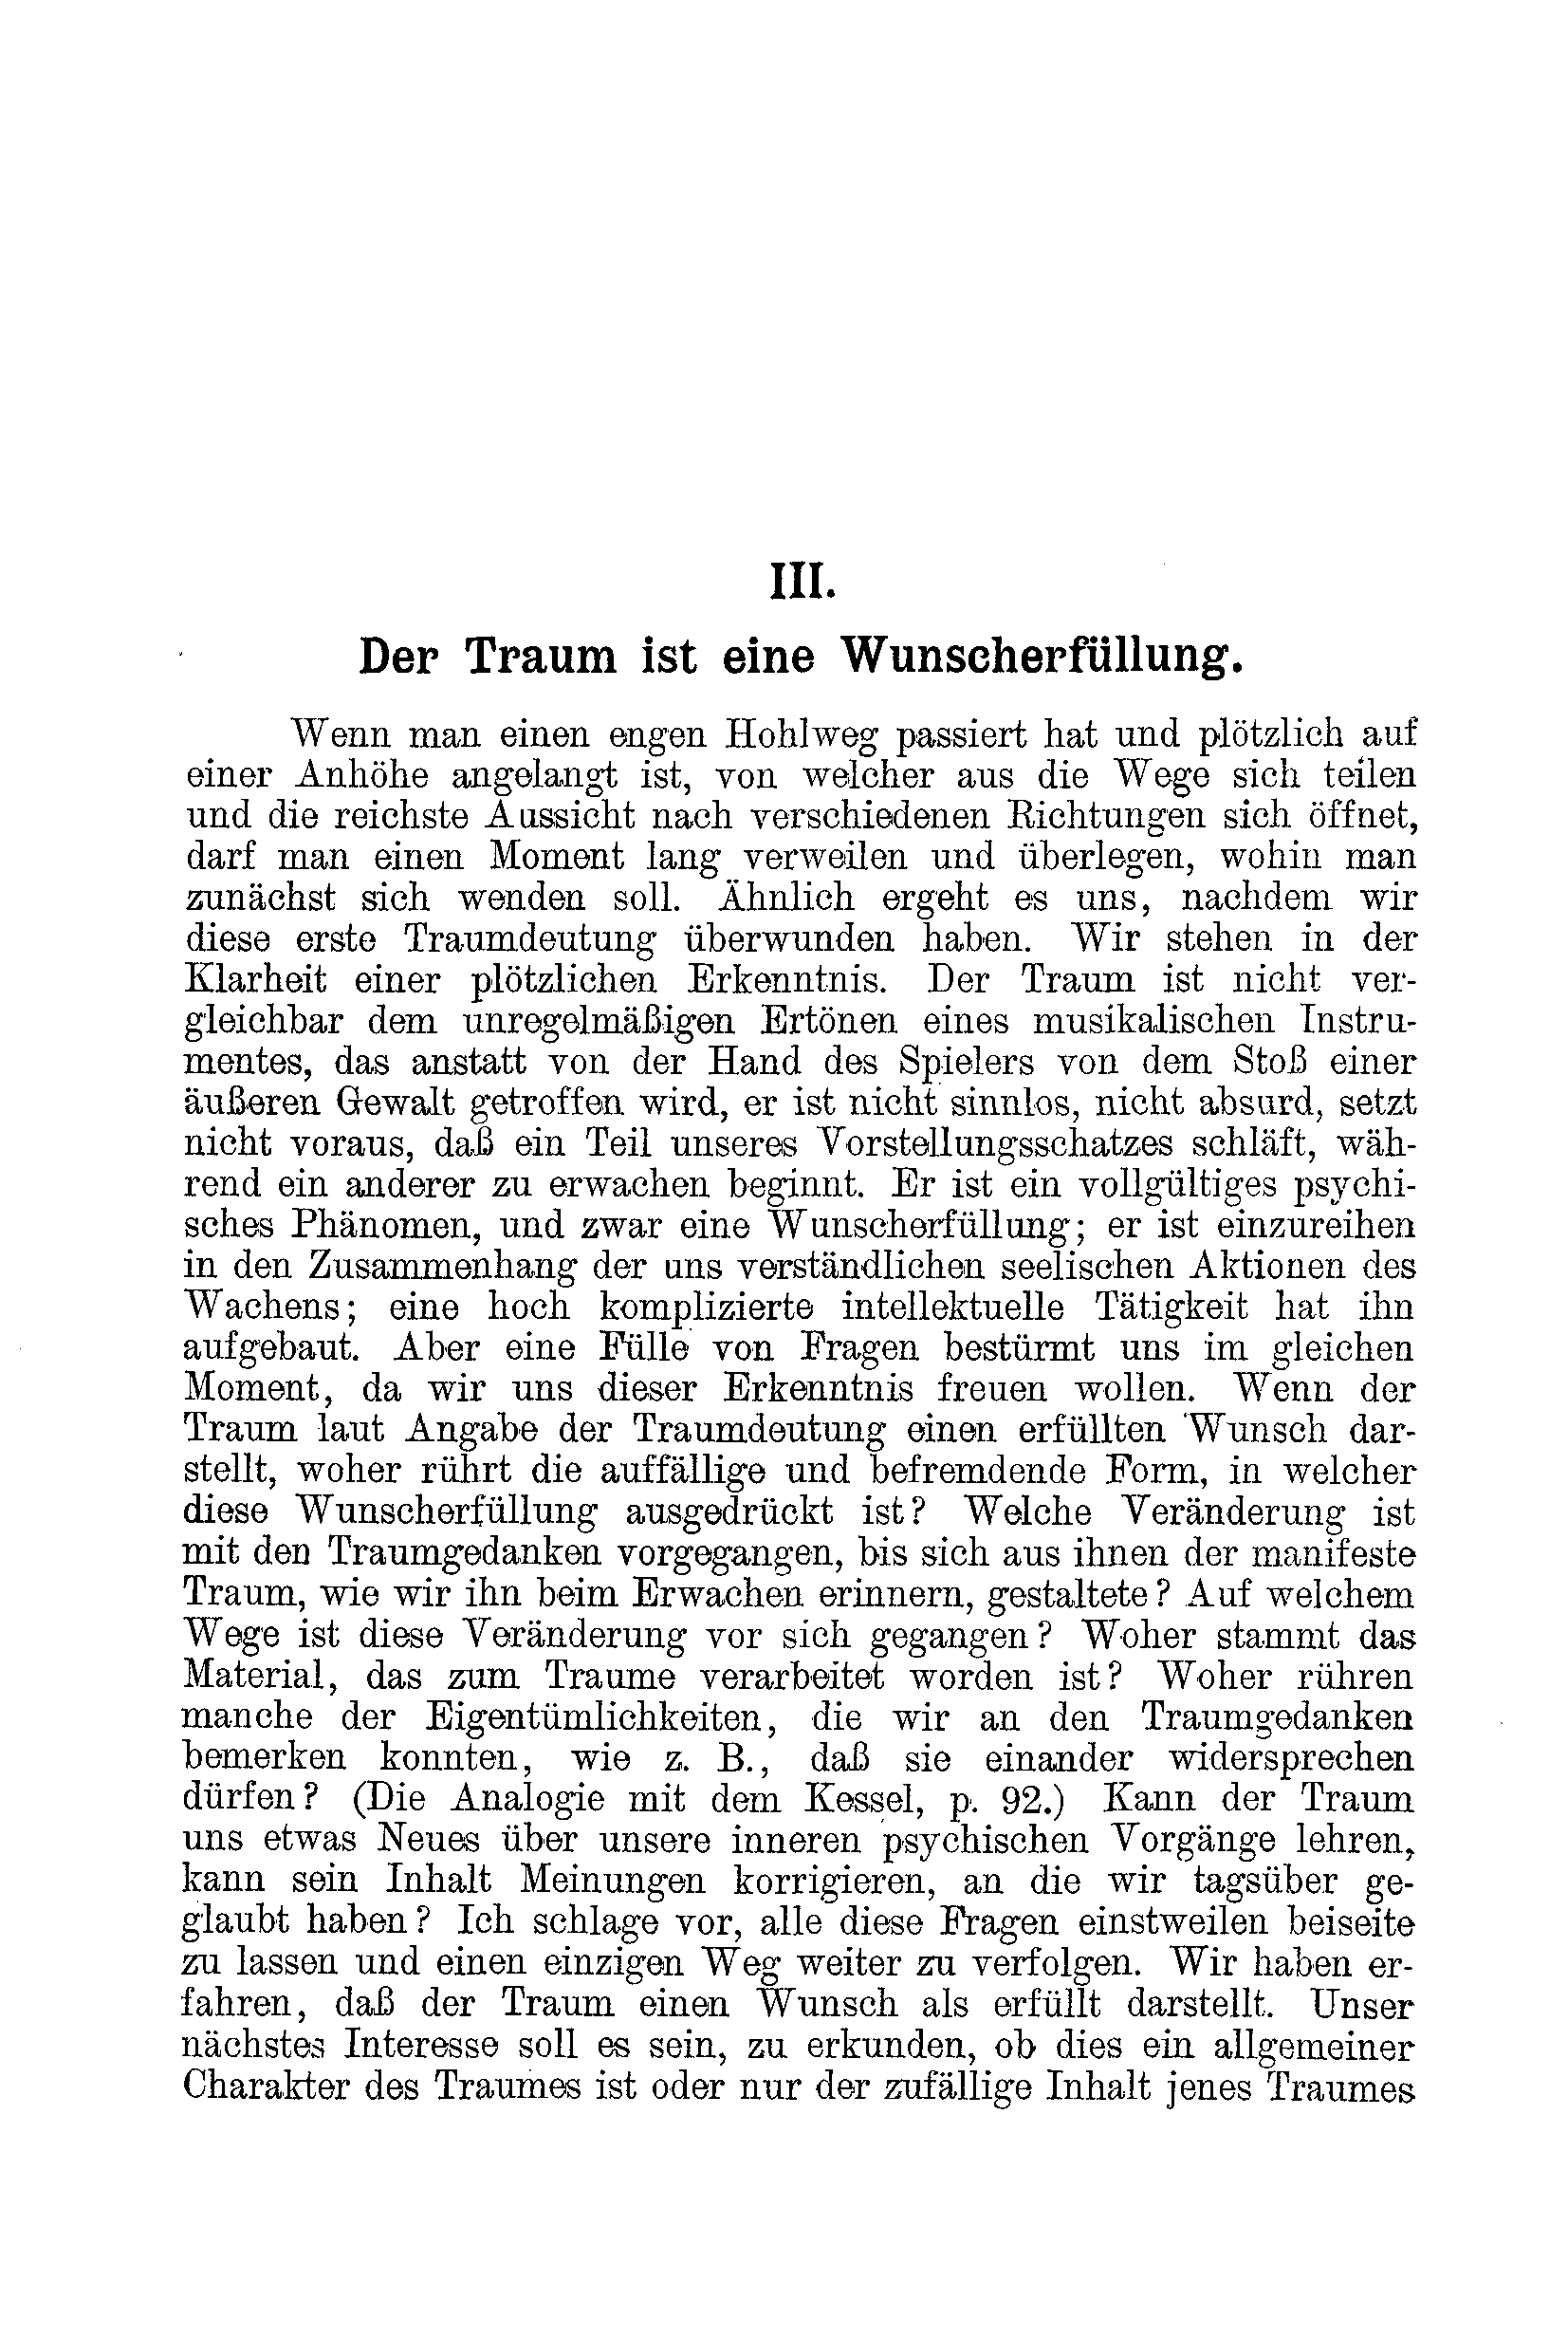 III.
Der Traum ist eine Wunscherfüllung.
Wenn man einen engen Hohlweg passiert hat und plötzlich auf
einer Anhöhe angelangt ist, von welcher aus die Wege sich teilen
und die reichste Aussicht nach verschiedenen Richtungen sich öffnet,
darf man einen Moment lang verweilen und überlegen, wohin man
zunächst sich wenden soll. Ähnlich ergeht es uns, nachdem wir
diese erste Traumdeutung überwunden haben. Wir stehen in der
Klarheit einer plötzlichen Erkenntnis. Der Traum ist nicht ver-
gleichbar dem unregelmäßigen Ertönen eines musikalischen Instru-
mentes, das anstatt von der Hand des Spielers von dem Stoß einer
äußeren Gewalt getroffen wird, er ist nicht sinnlos, nicht absurd, setzt
nicht voraus, daß ein Teil unseres Vorstellungsschatzes schläft, wäh-
rend ein anderer zu erwachen beginnt. Er ist ein vollgültiges psychi-
sches Phänomen, und zwar eine Wunscherfüllung; er ist einzureihen
in den Zusammenhang der uns verständlichen seelischen Aktionen des
Wachens; eine hoch komplizierte intellektuelle Tätigkeit hat ihn
aufgebaut. Aber eine Fülle von Fragen bestürmt uns im gleichen
Moment, da wir uns dieser Erkenntnis freuen wollen. Wenn der
Traum laut Angabe der Traumdeutung einen erfüllten Wunsch dar-
stellt, woher rührt die auffällige und befremdende Form, in welcher
diese Wunscherfüllung ausgedrückt ist? Welche Veränderung ist
mit den Traumgedanken vorgegangen, bis sich aus ihnen der manifeste
Traum, wie wir ihn beim Erwachen erinnern, gestaltete? Auf welchem
Wege ist diese Veränderung vor sich gegangen? Woher stammt das
Material, das zum Traume verarbeitet worden ist? Woher rühren
manche der Eigentümlichkeiten, die wir an den Traumgedanken
bemerken konnten, wie z. B., daß sie einander widersprechen
dürfen? (Die Analogie mit dem Kessel, p. 92.) Kann der Traum
uns etwas Neues über unsere inneren psychischen Vorgänge lehren,
kann sein Inhalt Meinungen korrigieren, an die wir tagsüber ge-
glaubt haben? Ich schlage vor, alle diese Fragen einstweilen beiseite
zu lassen und einen einzigen Weg weiter zu verfolgen. Wir haben er-
fahren, daß der Traum einen Wunsch als erfüllt darstellt. Unser
nächstes Interesse soll es sein, zu erkunden, ob dies ein allgemeiner
Charakter des Traumes ist oder nur der zufällige Inhalt jenes Traumes